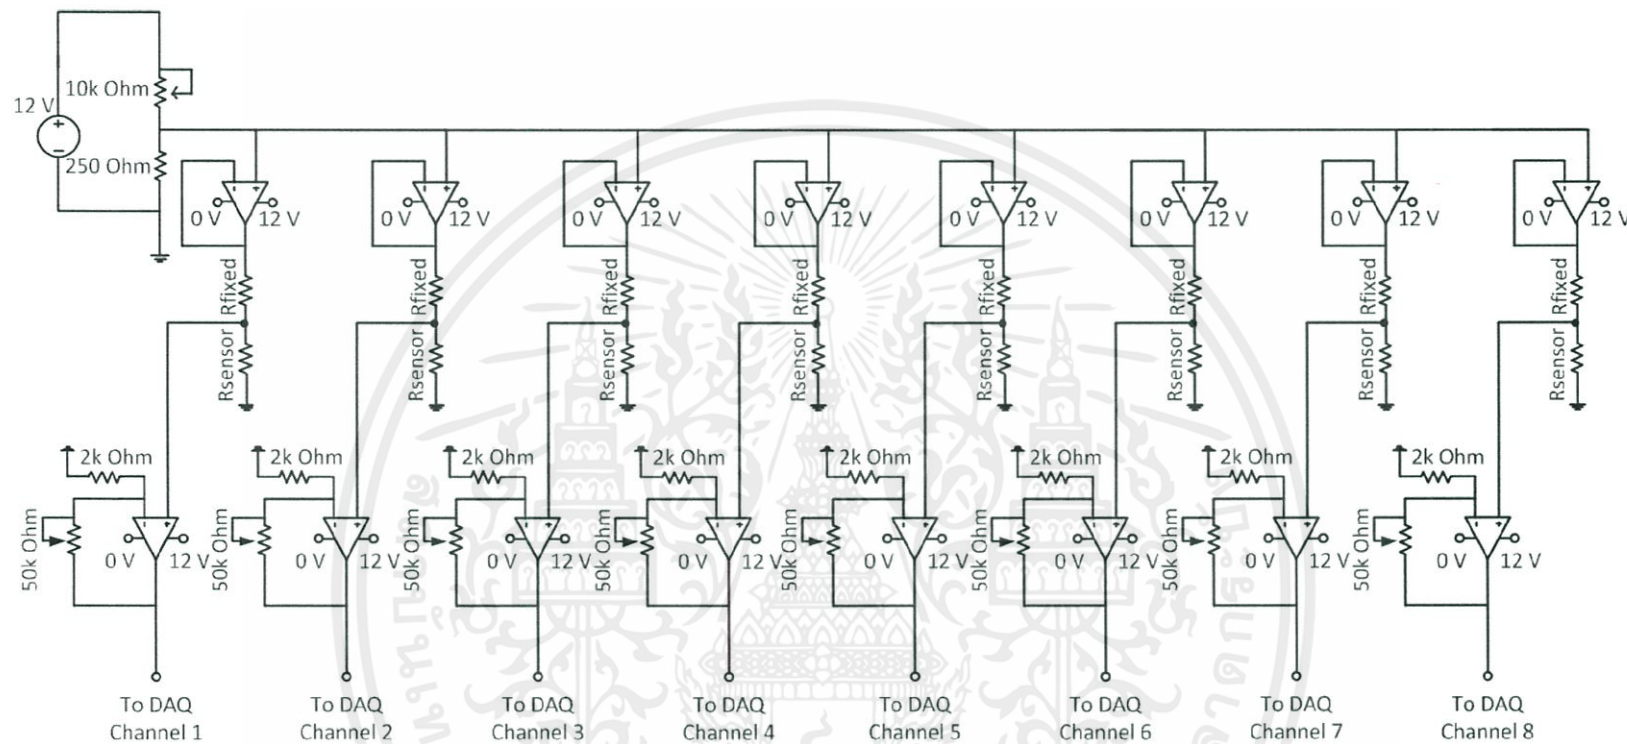 10k Ohm
12 V
+
−
250 Ohm
- +
- +
- +
- +
- +
- +
- +
- +
0 V 12 V
0 V 12 V
0 V 12 V
0 V 12 V
0 V 12 V
0 V 12 V
0 V 12 V
0 V 12 V
Rfixed
Rfixed
Rfixed
Rfixed
Rfixed
Rfixed
Rfixed
Rfixed
Rsensor
Rsensor
Rsensor
Rsensor
Rsensor
Rsensor
Rsensor
Rsensor
2k Ohm
2k Ohm
2k Ohm
2k Ohm
2k Ohm
2k Ohm
2k Ohm
2k Ohm
50k Ohm
50k Ohm
50k Ohm
50k Ohm
50k Ohm
50k Ohm
50k Ohm
50k Ohm
- +
- +
- +
- +
- +
- +
- +
- +
0 V 12 V
0 V 12 V
0 V 12 V
0 V 12 V
0 V 12 V
0 V 12 V
0 V 12 V
0 V 12 V
To DAQ
Channel 1
To DAQ
Channel 2
To DAQ
Channel 3
To DAQ
Channel 4
To DAQ
Channel 5
To DAQ
Channel 6
To DAQ
Channel 7
To DAQ
Channel 8